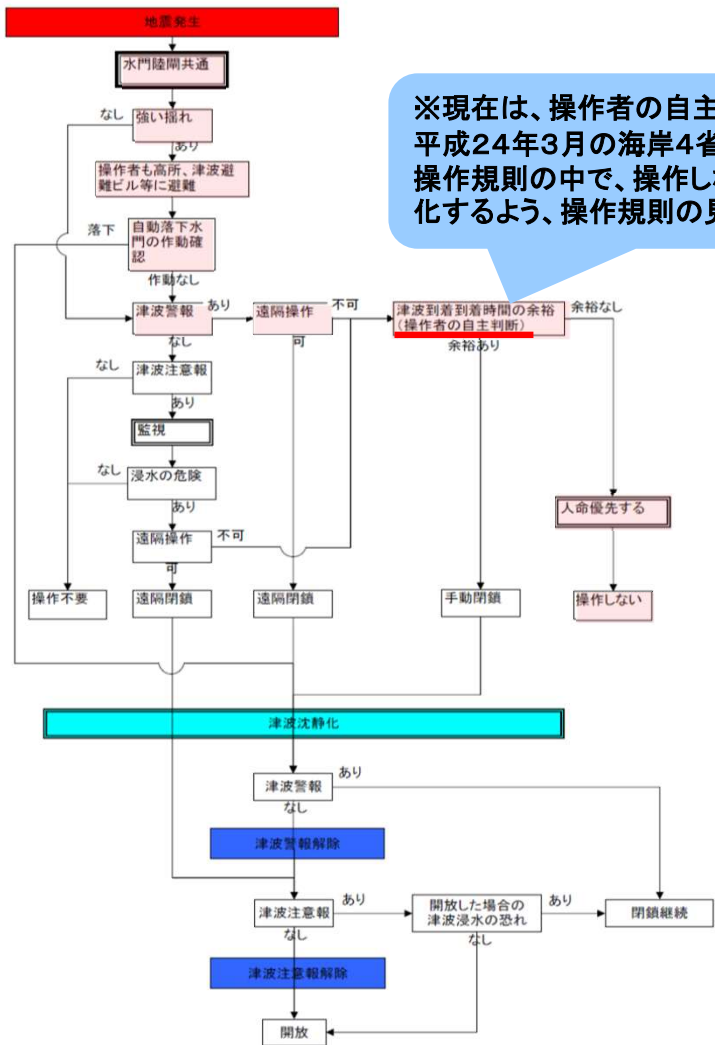 地震発生
水門陸閘共通
※現在は、操作者の自主
平成24年3月の海岸4省
操作規則の中で、操作し
化するよう、操作規則の見
なし
強い揺れ
あり
操作者も高所、津波避
難ビル等に避難
落下
自動落下水
門の作動確
認
作動なし
津波警報
あり
遠隔操作
不可
津波到着到着時間の余裕
(操作者の自主判断)
余裕なし
なし
可
余裕あり
なし
津波注意報
あり
監視
なし
浸水の危険
あり
人命優先する
遠隔操作
不可
可
操作不要
遠隔閉鎖
遠隔閉鎖
手動閉鎖
操作しない
津波沈静化
津波警報
あり
なし
津波警報解除
津波注意報
あり
開放した場合の
津波浸水の恐れ
あり
閉鎖継続
なし
なし
津波注意報解除
開放